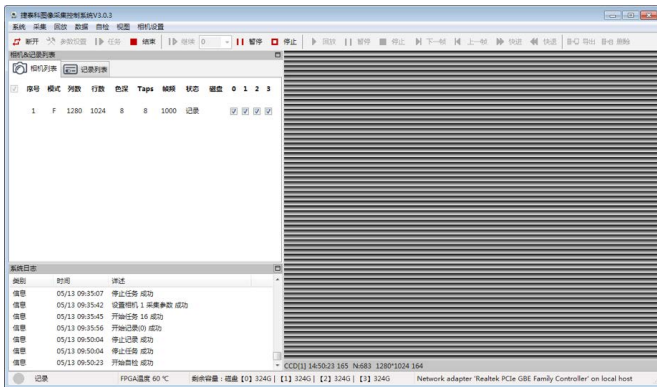 捷泰科图像采集控制系统V3.0.3
系统 采集 回放 数据 自检 视图 相机设置
断开 参数设置 任务 结束 继续 0 暂停 停止 回放 暂停 停止 下一帧 上一帧 快进 快退 导出 删除
相机&记录列表
相机列表 记录列表
序号 模式 列数 行数 色深 Taps 帧频 状态 磁盘 0 1 2 3
1 F 1280 1024 8 8 1000 记录
系统日志
类别 时间 详述
信息 05/13 09:35:07 停止任务 成功
信息 05/13 09:35:42 设置相机 1 采集参数 成功
信息 05/13 09:35:45 开始任务 16 成功
信息 05/13 09:35:56 开始记录(0) 成功
信息 05/13 09:50:04 停止记录 成功
信息 05/13 09:50:04 停止任务 成功
信息 05/13 09:50:23 开始自检 成功
CCD[1] 14:50:23 165 N:683 1280*1024 164
记录 FPGA温度 60 ℃ 剩余容量：磁盘【0】324G | 【1】324G | 【2】324G | 【3】324G Network adapter 'Realtek PCIe GBE Family Controller' on local host